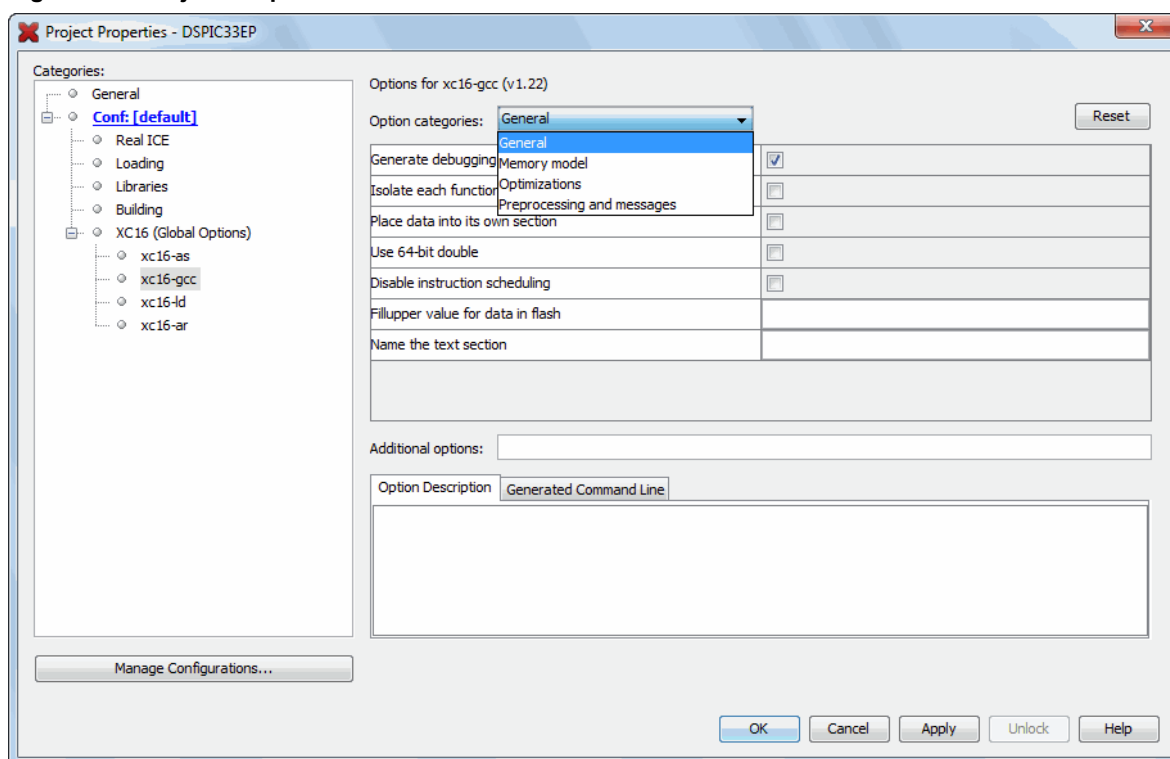 Project Properties - DSPIC33EP
X
Categories:
General
Conf: [default]
Real ICE
Loading
Libraries
Building
XC16 (Global Options)
xc16-as
xc16-gcc
xc16-ld
xc16-ar
Manage Configurations...
Options for xc16-gcc (v1.22)
Option categories: General
Reset
General
Memory model
Optimizations
Preprocessing and messages
Generate debugging
Isolate each function
Place data into its own section
Use 64-bit double
Disable instruction scheduling
Fillupper value for data in flash
Name the text section
Additional options:
Option Description Generated Command Line
OK Cancel Apply Unlock Help